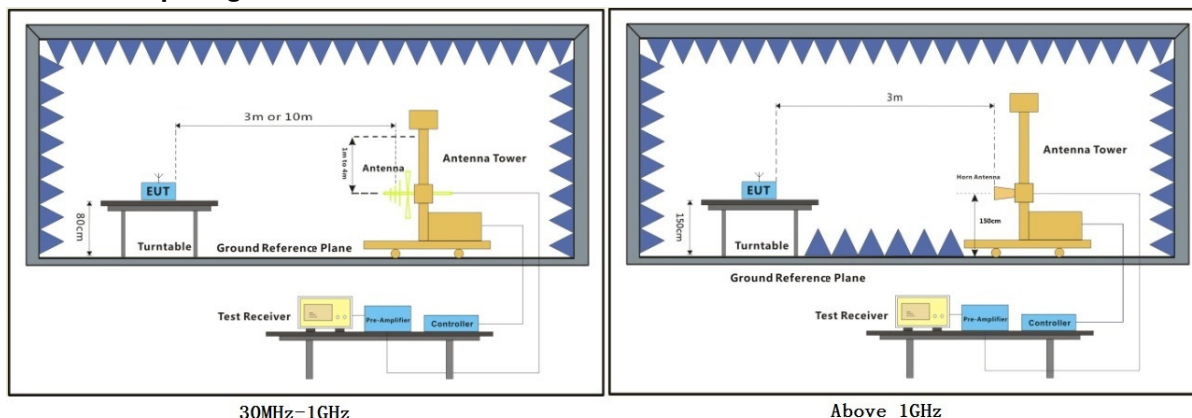 3m or 10m
1m to 4m
Antenna
Antenna Tower
EUT
80cm
Turntable
Ground Reference Plane
Test Receiver
Pre-Amplifier
Controller
30MHz-1GHz
3m
Antenna Tower
Horn Antenna
EUT
150cm
150cm
Turntable
Ground Reference Plane
Test Receiver
Pre-Amplifier
Controller
Above 1GHz